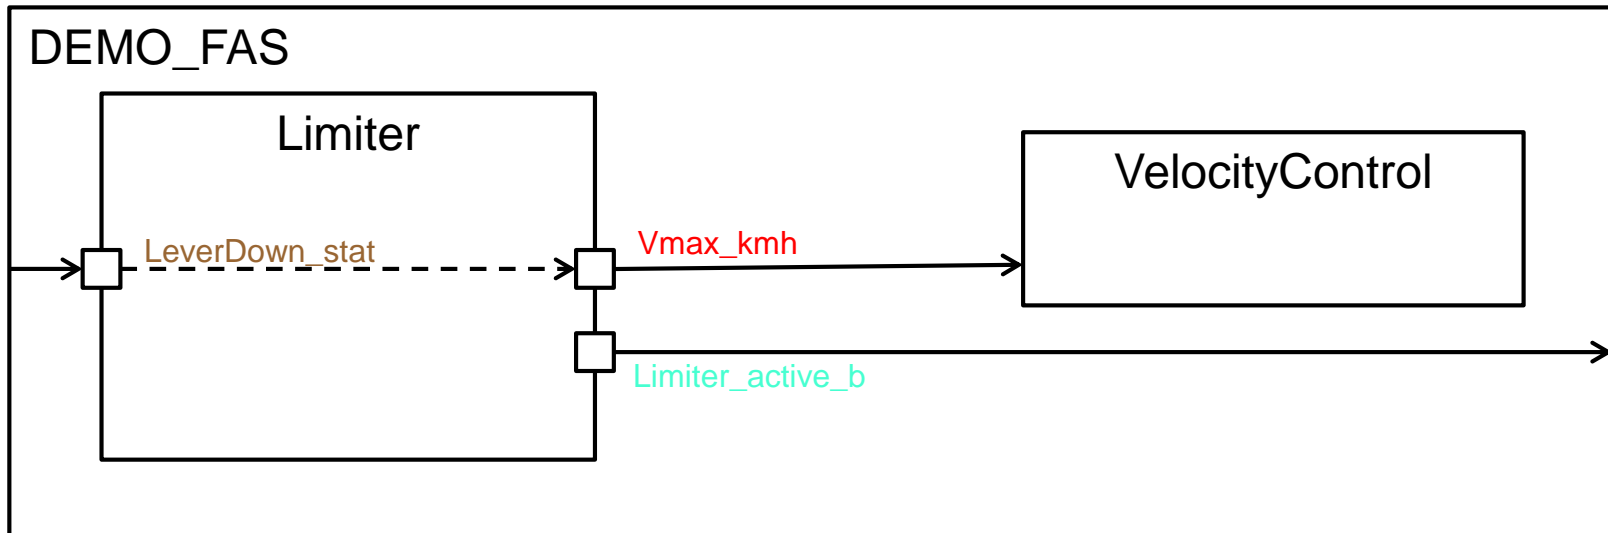 DEMO_FAS
Limiter
VelocityControl
LeverDown_stat
Vmax_kmh
Limiter_active_b